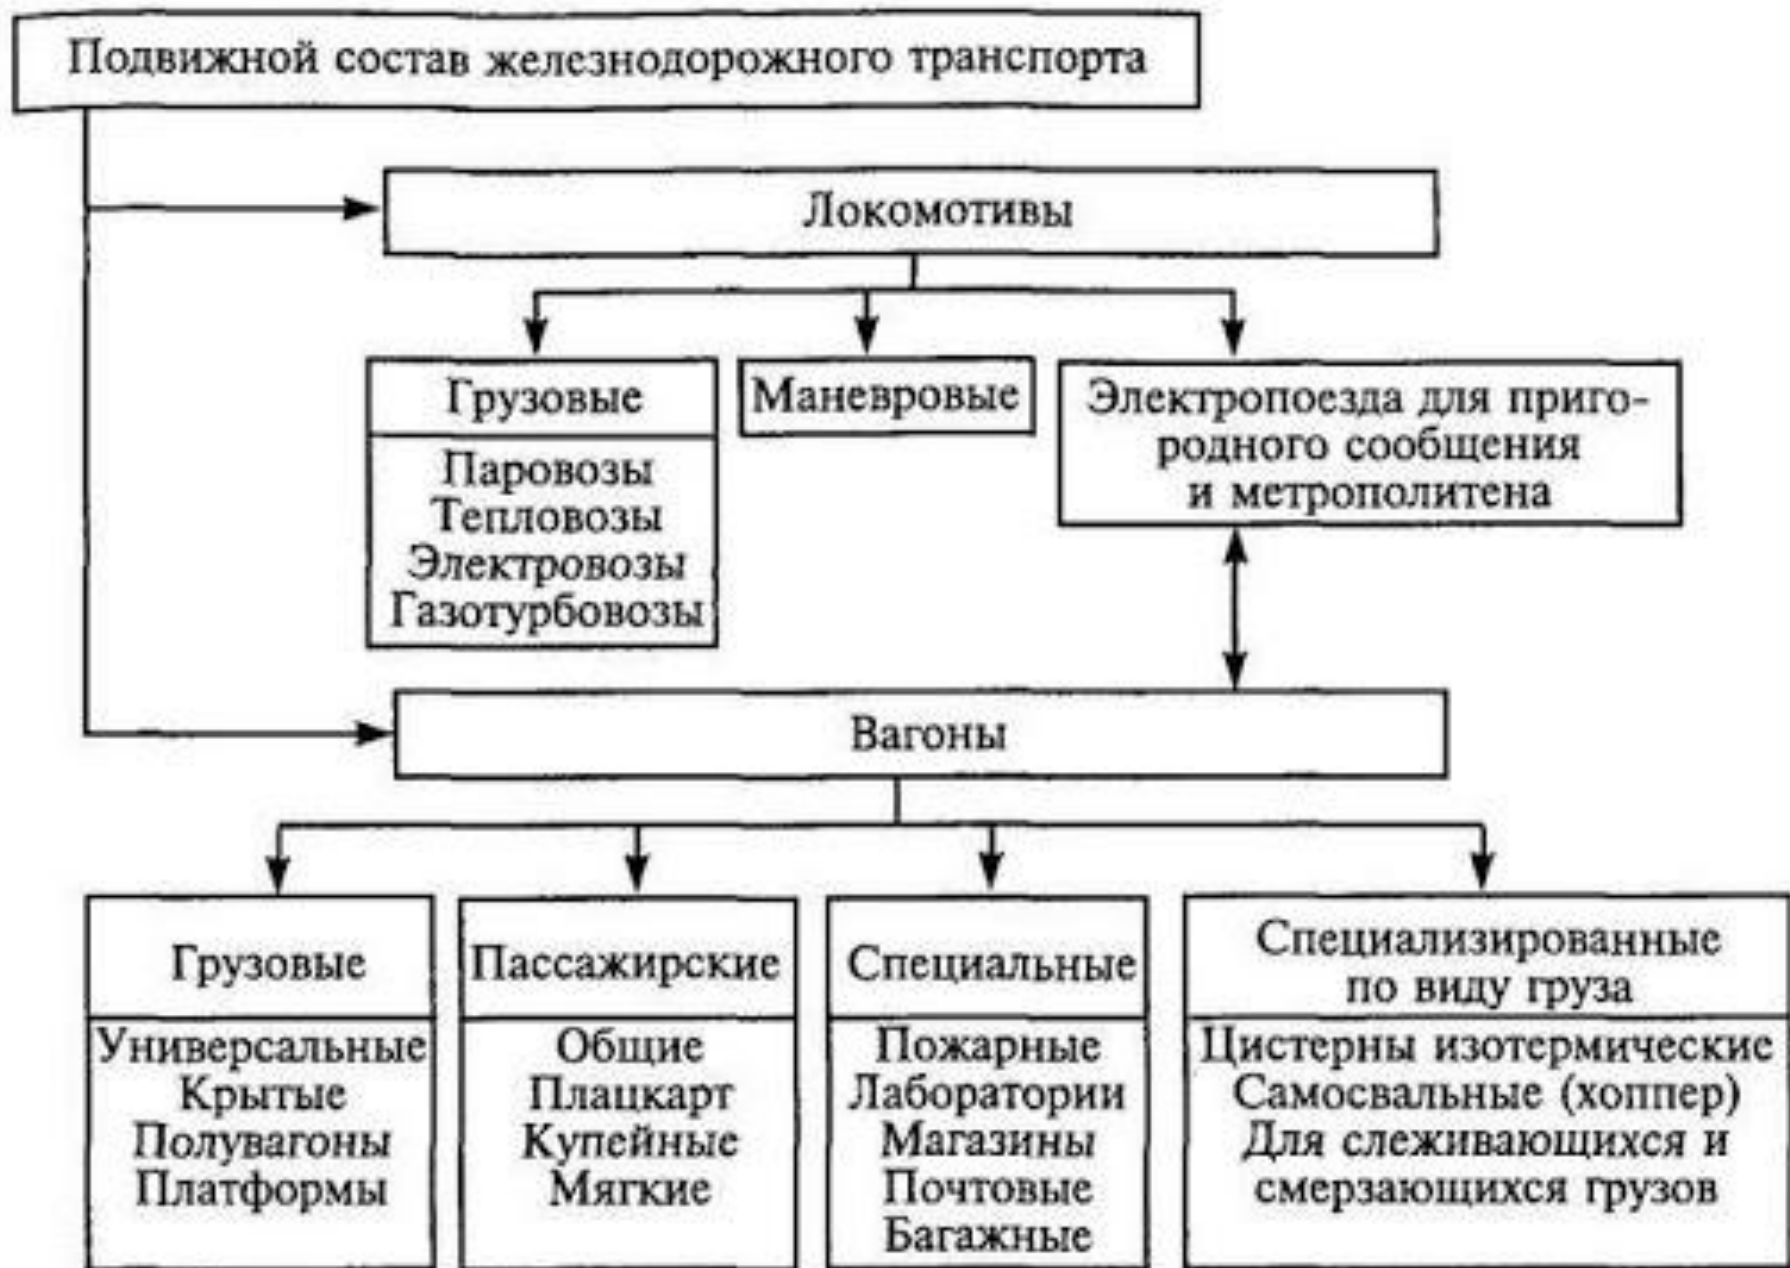 Подвижной состав железнодорожного транспорта
Локомотивы
Грузовые
Паровозы
Тепловозы
Электровозы
Газотурбовозы
Маневровые
Электропоезда для приго-
родного сообщения
и метрополитена
Вагоны
Грузовые
Универсальные
Крытые
Полувагоны
Платформы
Пассажирские
Общие
Плацкарт
Купейные
Мягкие
Специальные
Пожарные
Лаборатории
Магазины
Почтовые
Багажные
Специализированные
по виду груза
Цистерны изотермические
Самосвальные (хоппер)
Для слеживающихся и
смерзающихся грузов